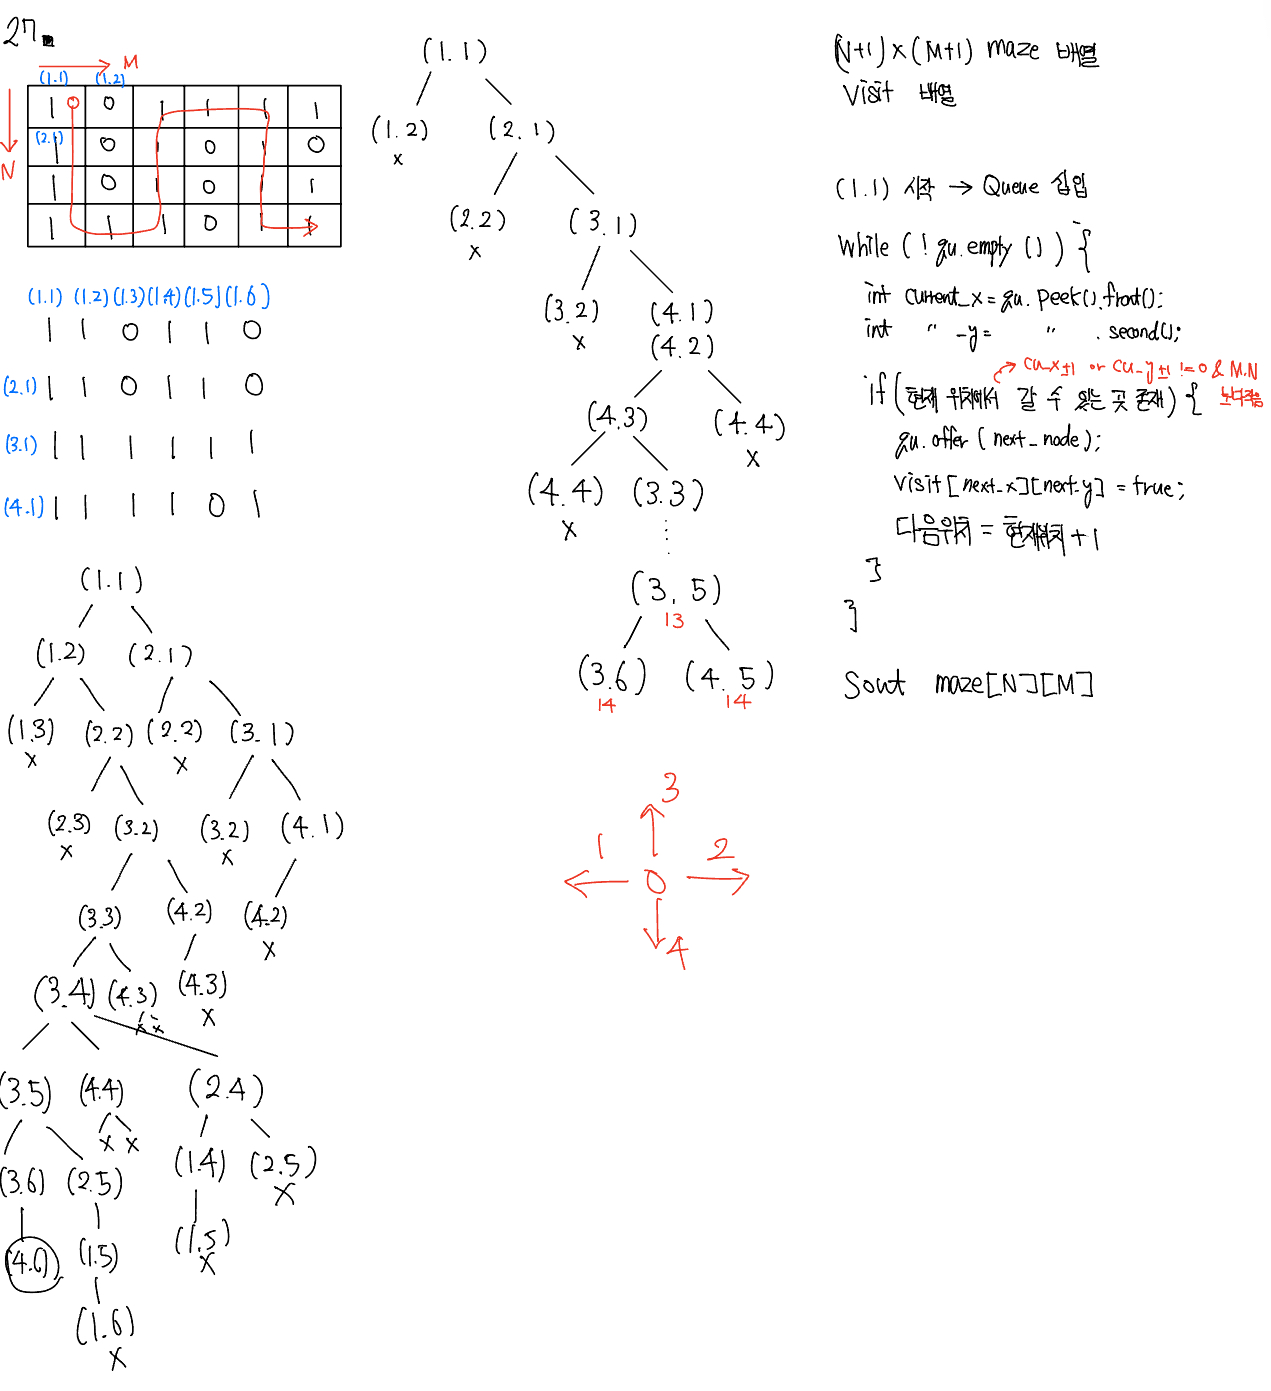 27.
M
(1.1) (1.2)
1 0 1 1 1 1
(2.1)
1 0 1 0 1 0
N
1 0 1 0 1 1
1 1 1 0 1 1
(1.1) (1.2) (1.3) (1.4) (1.5) (1.6)
1 1 0 1 1 0
(2.1) 1 1 0 1 1 0
(3.1) 1 1 1 1 1 1
(4.1) 1 1 1 1 0 1
(1.1)
(1.2) (2.1)
(1.3) (2.2) (2.2) (3.1)
x x
(2.3) (3.2) (3.2) (4.1)
x x
(3.3) (4.2) (4.2)
x
(3.4) (4.3) (4.3)
x x x
(3.5) (4.4) (2.4)
x x
(3.6) (2.5) (1.4) (2.5)
x
(4.6) (1.5) (1.5)
x
(1.6)
x
(1.1)
(1.2) (2.1)
x
(2.2) (3.1)
x
(3.2) (4.1)
x
(4.2)
(4.3) (4.4)
x
(4.4) (3.3)
x
(3.5)
13
(3.6) (4.5)
14 14
3
1 0 2
4
(N+1) x (M+1) maze 배열
Visit 배열
(1.1) 시작 → Queue 삽입
While (! qu.empty ()) {
int current_x = qu. Peek().front();
int " _y = " . second();
→ cu_x±1 or cu_y±1 != 0 & M.N
if (현재 위치에서 갈 수 있는 곳 존재) {
보다작음
qu.offer (next_node);
visit [next_x][next_y] = true;
다음위치 = 현재위치 + 1
}
}
Sout maze[N][M]